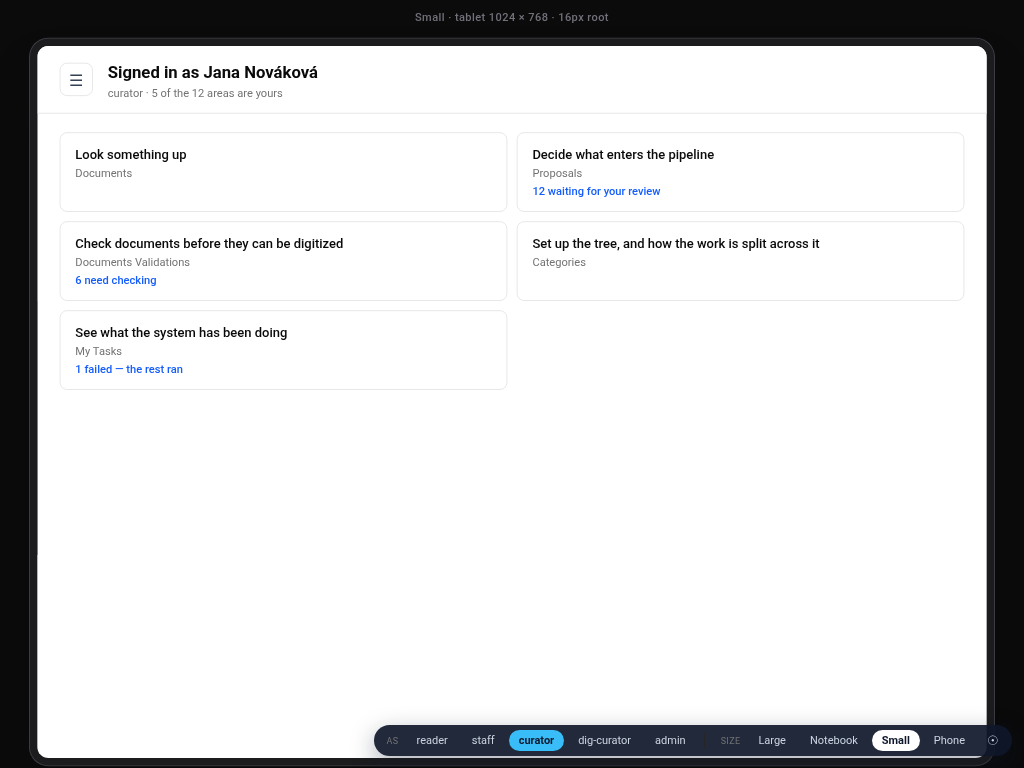 Small · tablet 1024 × 768 · 16px root
Signed in as Jana Nováková
curator · 5 of the 12 areas are yours
Look something up
Documents
Decide what enters the pipeline
Proposals
12 waiting for your review
Check documents before they can be digitized
Documents Validations
6 need checking
Set up the tree, and how the work is split across it
Categories
See what the system has been doing
My Tasks
1 failed — the rest ran
AS reader staff curator dig-curator admin SIZE Large Notebook Small Phone